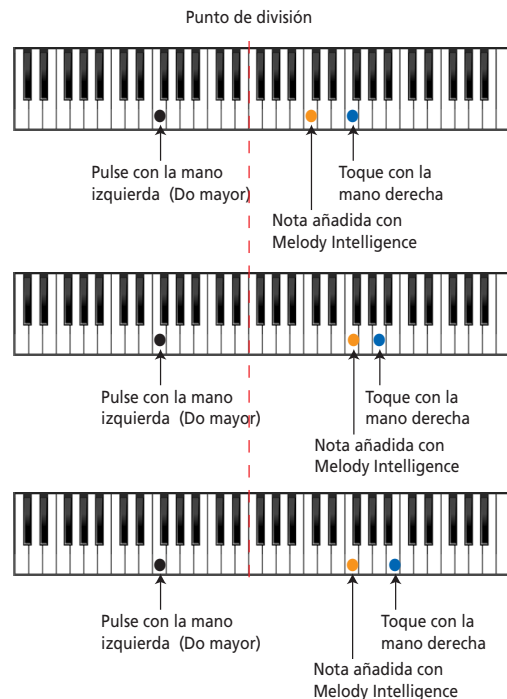 Punto de división
Pulse con la mano
izquierda (Do mayor)
Toque con la
mano derecha
Nota añadida con
Melody Intelligence
Pulse con la mano
izquierda (Do mayor)
Toque con la
mano derecha
Nota añadida con
Melody Intelligence
Pulse con la mano
izquierda (Do mayor)
Toque con la
mano derecha
Nota añadida con
Melody Intelligence